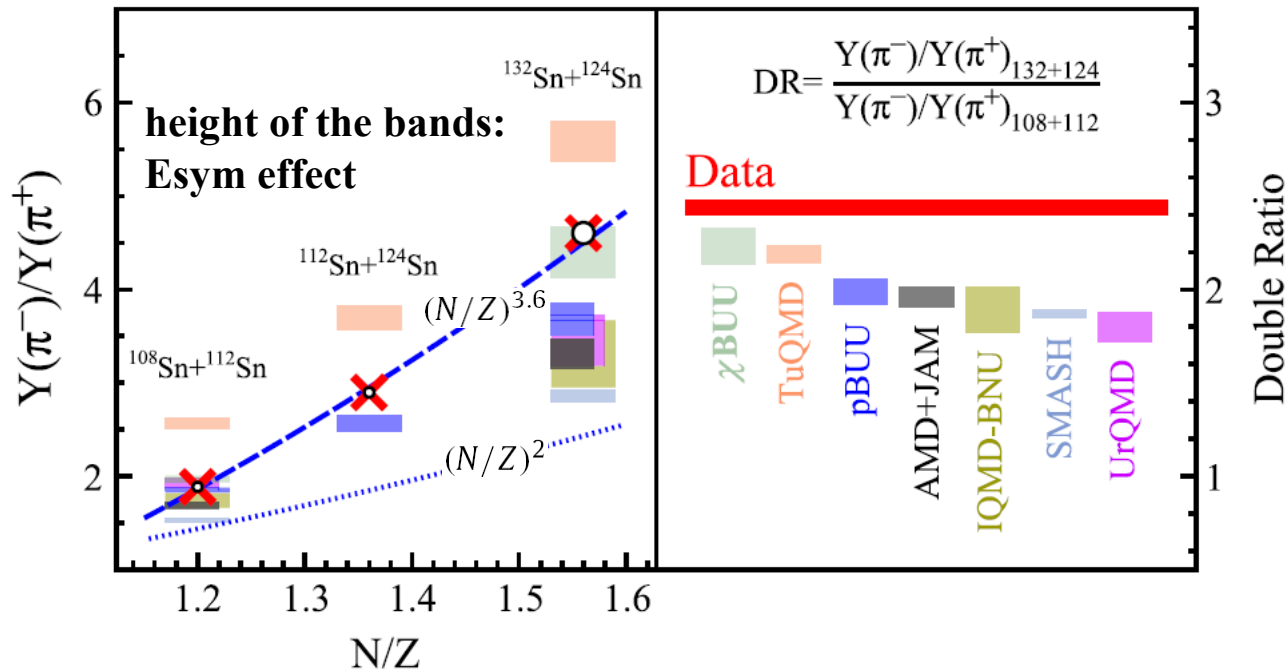 height of the bands:
Esym effect
¹⁰⁸Sn+¹¹²Sn
¹¹²Sn+¹²⁴Sn
¹³²Sn+¹²⁴Sn
(N/Z)^3.6
(N/Z)^2
Y(π⁻)/Y(π⁺)
6
4
2
1.2 1.3 1.4 1.5 1.6
N/Z
DR= Y(π⁻)/Y(π⁺)₁₃₂₊₁₂₄
Y(π⁻)/Y(π⁺)₁₀₈₊₁₁₂
Data
χBUU
TuQMD
pBUU
AMD+JAM
IQMD-BNU
SMASH
UrQMD
3
2
1
Double Ratio